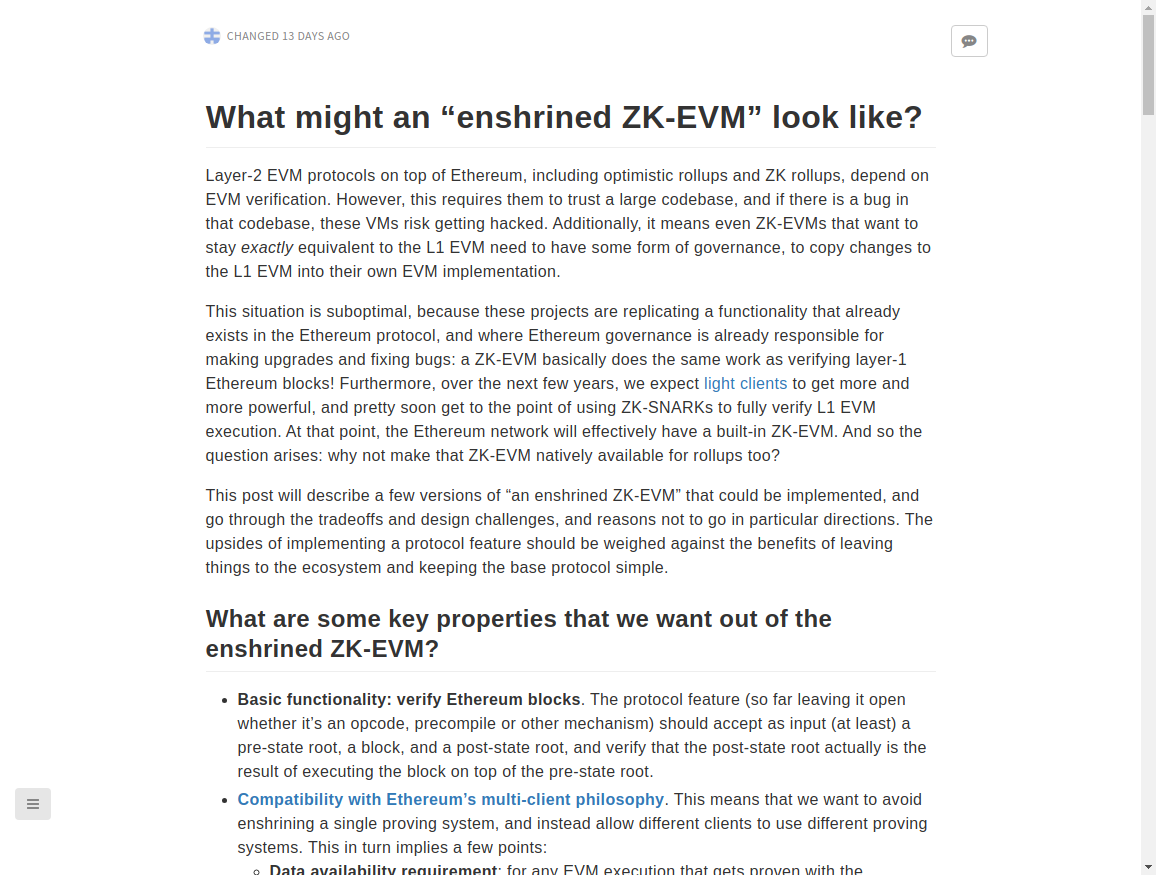 CHANGED 13 DAYS AGO
What might an “enshrined ZK-EVM” look like?
Layer-2 EVM protocols on top of Ethereum, including optimistic rollups and ZK rollups, depend on
EVM verification. However, this requires them to trust a large codebase, and if there is a bug in
that codebase, these VMs risk getting hacked. Additionally, it means even ZK-EVMs that want to
stay exactly equivalent to the L1 EVM need to have some form of governance, to copy changes to
the L1 EVM into their own EVM implementation.
This situation is suboptimal, because these projects are replicating a functionality that already
exists in the Ethereum protocol, and where Ethereum governance is already responsible for
making upgrades and fixing bugs: a ZK-EVM basically does the same work as verifying layer-1
Ethereum blocks! Furthermore, over the next few years, we expect light clients to get more and
more powerful, and pretty soon get to the point of using ZK-SNARKs to fully verify L1 EVM
execution. At that point, the Ethereum network will effectively have a built-in ZK-EVM. And so the
question arises: why not make that ZK-EVM natively available for rollups too?
This post will describe a few versions of “an enshrined ZK-EVM” that could be implemented, and
go through the tradeoffs and design challenges, and reasons not to go in particular directions. The
upsides of implementing a protocol feature should be weighed against the benefits of leaving
things to the ecosystem and keeping the base protocol simple.
What are some key properties that we want out of the
enshrined ZK-EVM?
• Basic functionality: verify Ethereum blocks. The protocol feature (so far leaving it open
whether it’s an opcode, precompile or other mechanism) should accept as input (at least) a
pre-state root, a block, and a post-state root, and verify that the post-state root actually is the
result of executing the block on top of the pre-state root.
• Compatibility with Ethereum’s multi-client philosophy. This means that we want to avoid
enshrining a single proving system, and instead allow different clients to use different proving
systems. This in turn implies a few points:
◦ Data availability requirement: for any EVM execution that gets proven with the